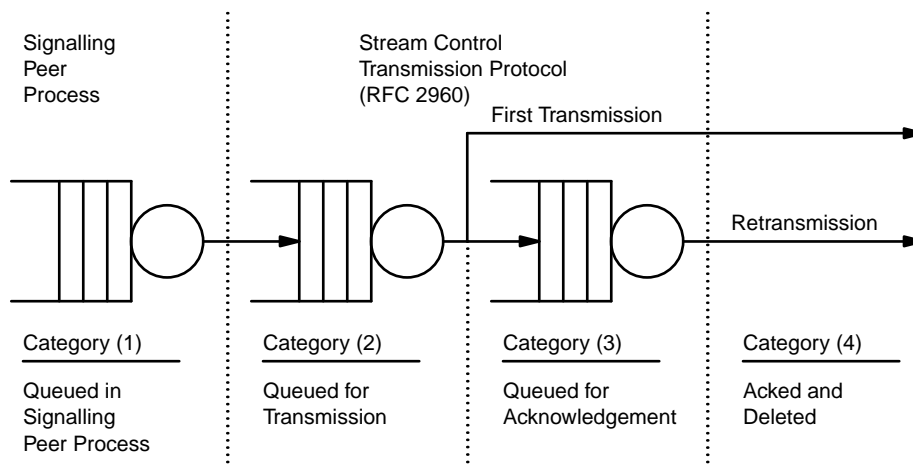 Signalling
Peer
Process
Stream Control
Transmission Protocol
(RFC 2960)
First Transmission
Retransmission
Category (1)
Queued in
Signalling
Peer Process
Category (2)
Queued for
Transmission
Category (3)
Queued for
Acknowledgement
Category (4)
Acked and
Deleted